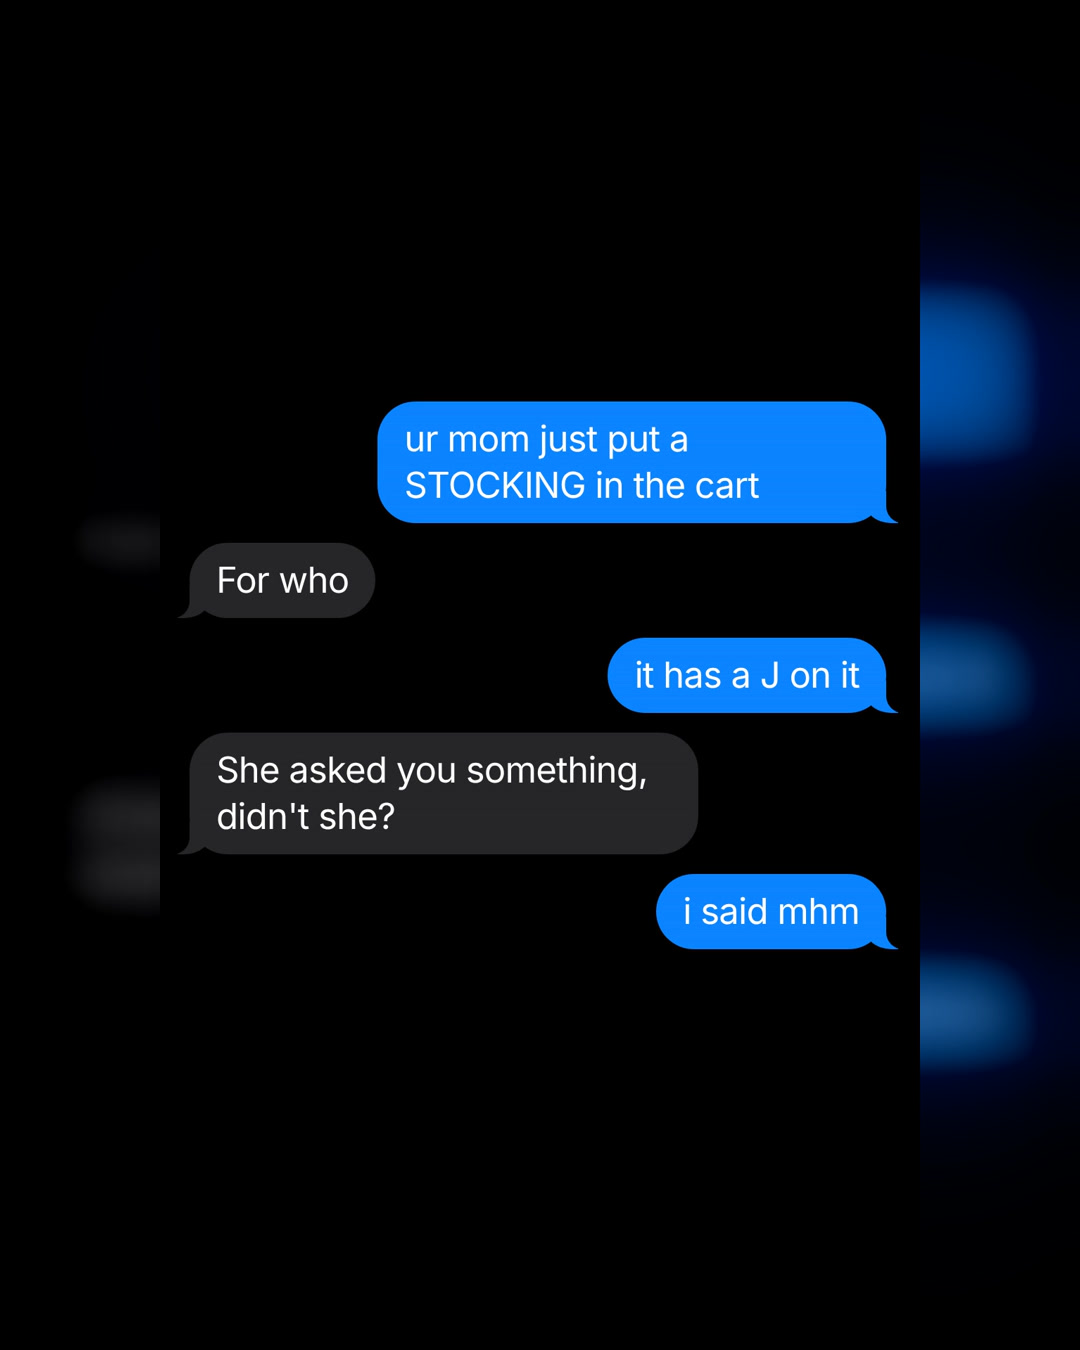 ur mom just put a
STOCKING in the cart
For who
it has a J on it
She asked you something,
didn't she?
i said mhm